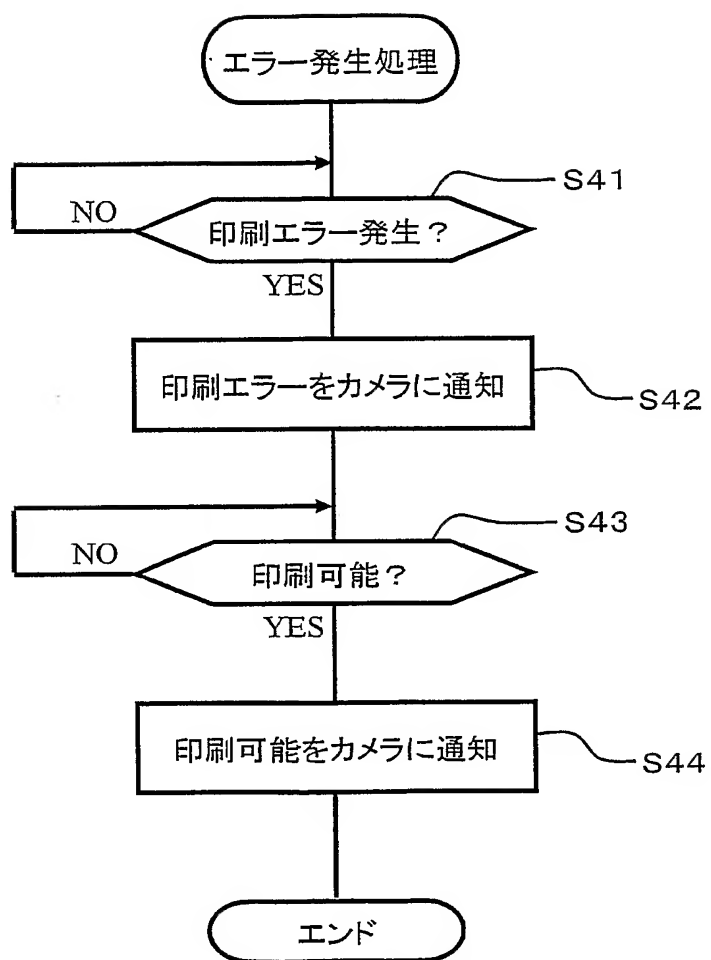 エラー発生処理
S41
NO
印刷エラー発生？
YES
印刷エラーをカメラに通知
S42
S43
NO
印刷可能？
YES
印刷可能をカメラに通知
S44
エンド